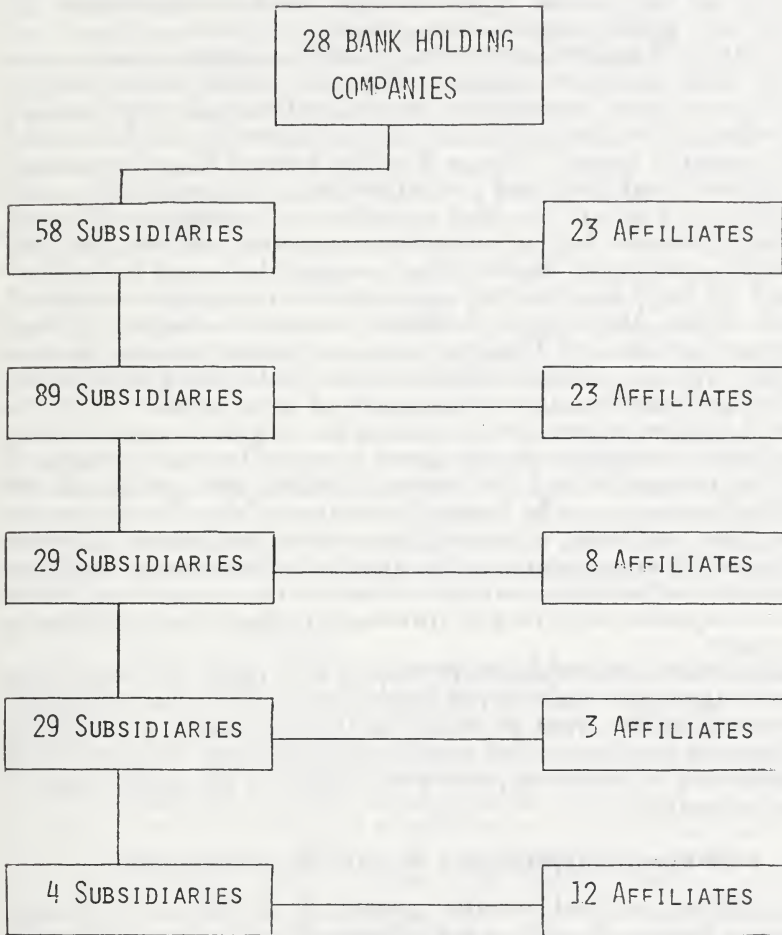 28 BANK HOLDING
COMPANIES
58 SUBSIDIARIES
23 AFFILIATES
89 SUBSIDIARIES
23 AFFILIATES
29 SUBSIDIARIES
8 AFFILIATES
29 SUBSIDIARIES
3 AFFILIATES
4 SUBSIDIARIES
12 AFFILIATES